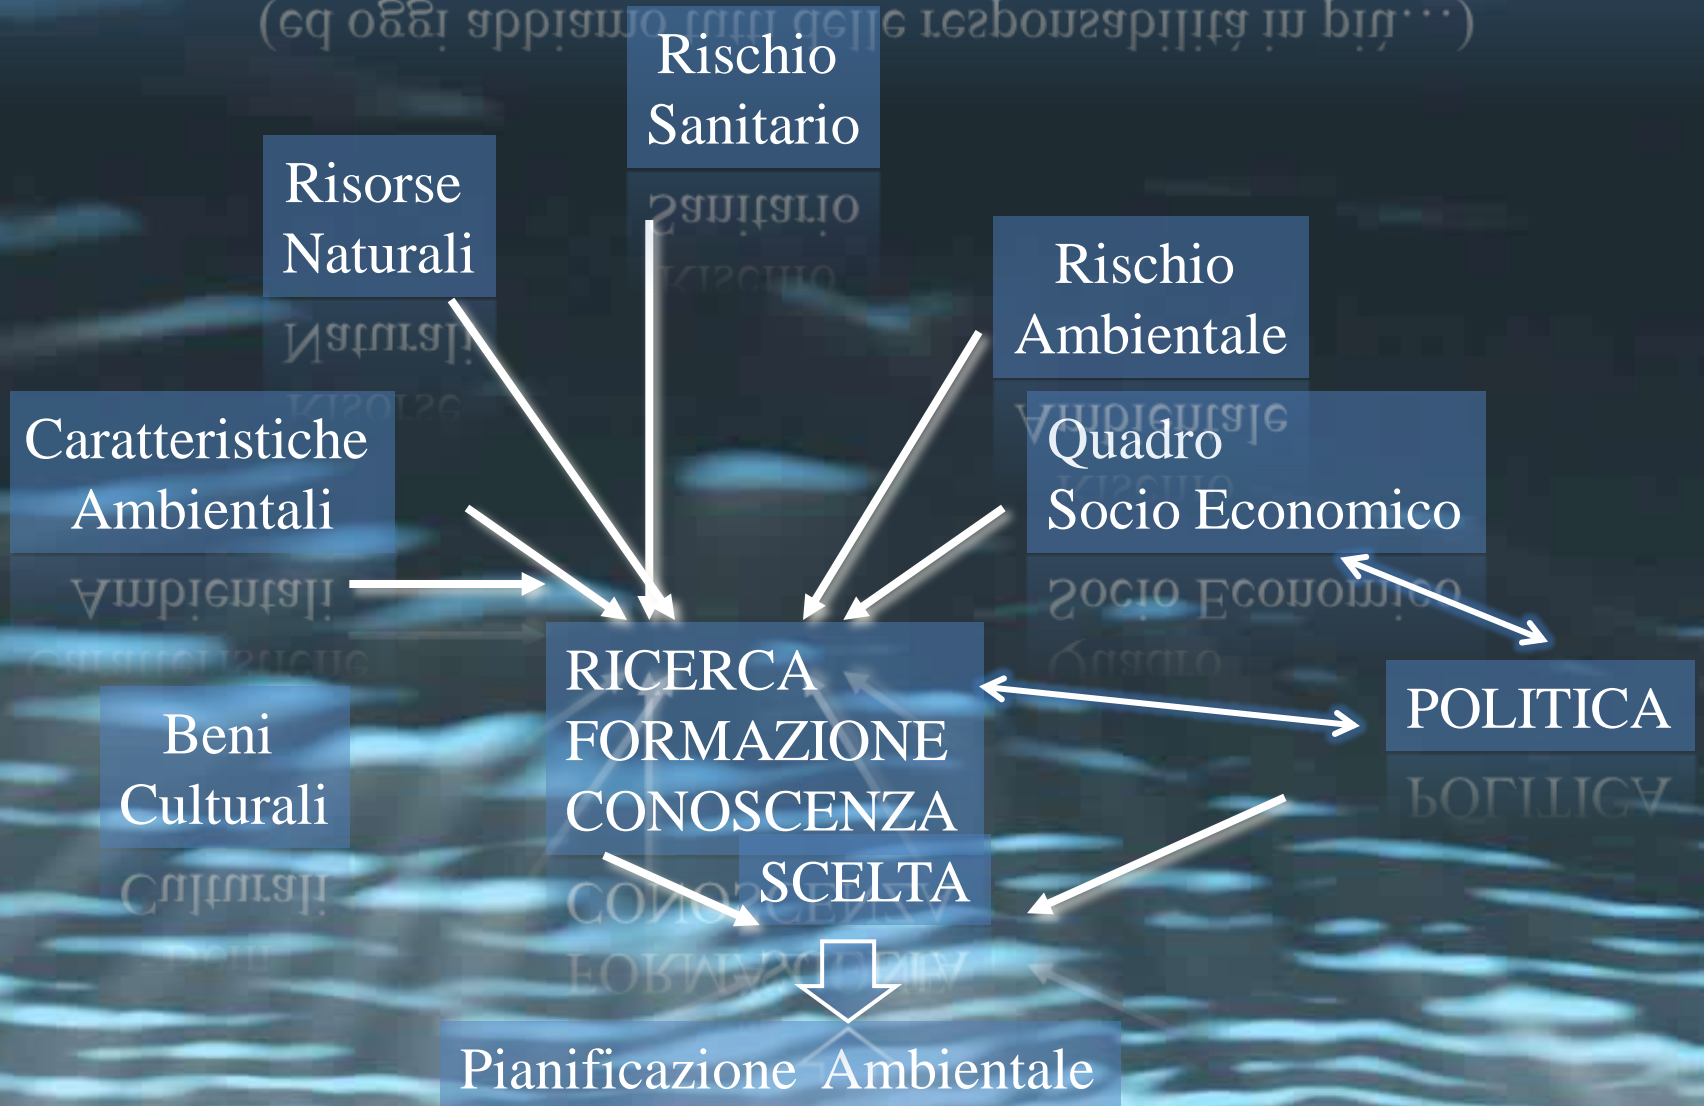 (ed oggi abbiamo tutti delle responsabilità in più…)
Rischio
Sanitario
Risorse
Naturali
Rischio
Ambientale
Caratteristiche
Ambientali
Quadro
Socio Economico
Beni
Culturali
RICERCA
FORMAZIONE
CONOSCENZA
POLITICA
SCELTA
Pianificazione Ambientale